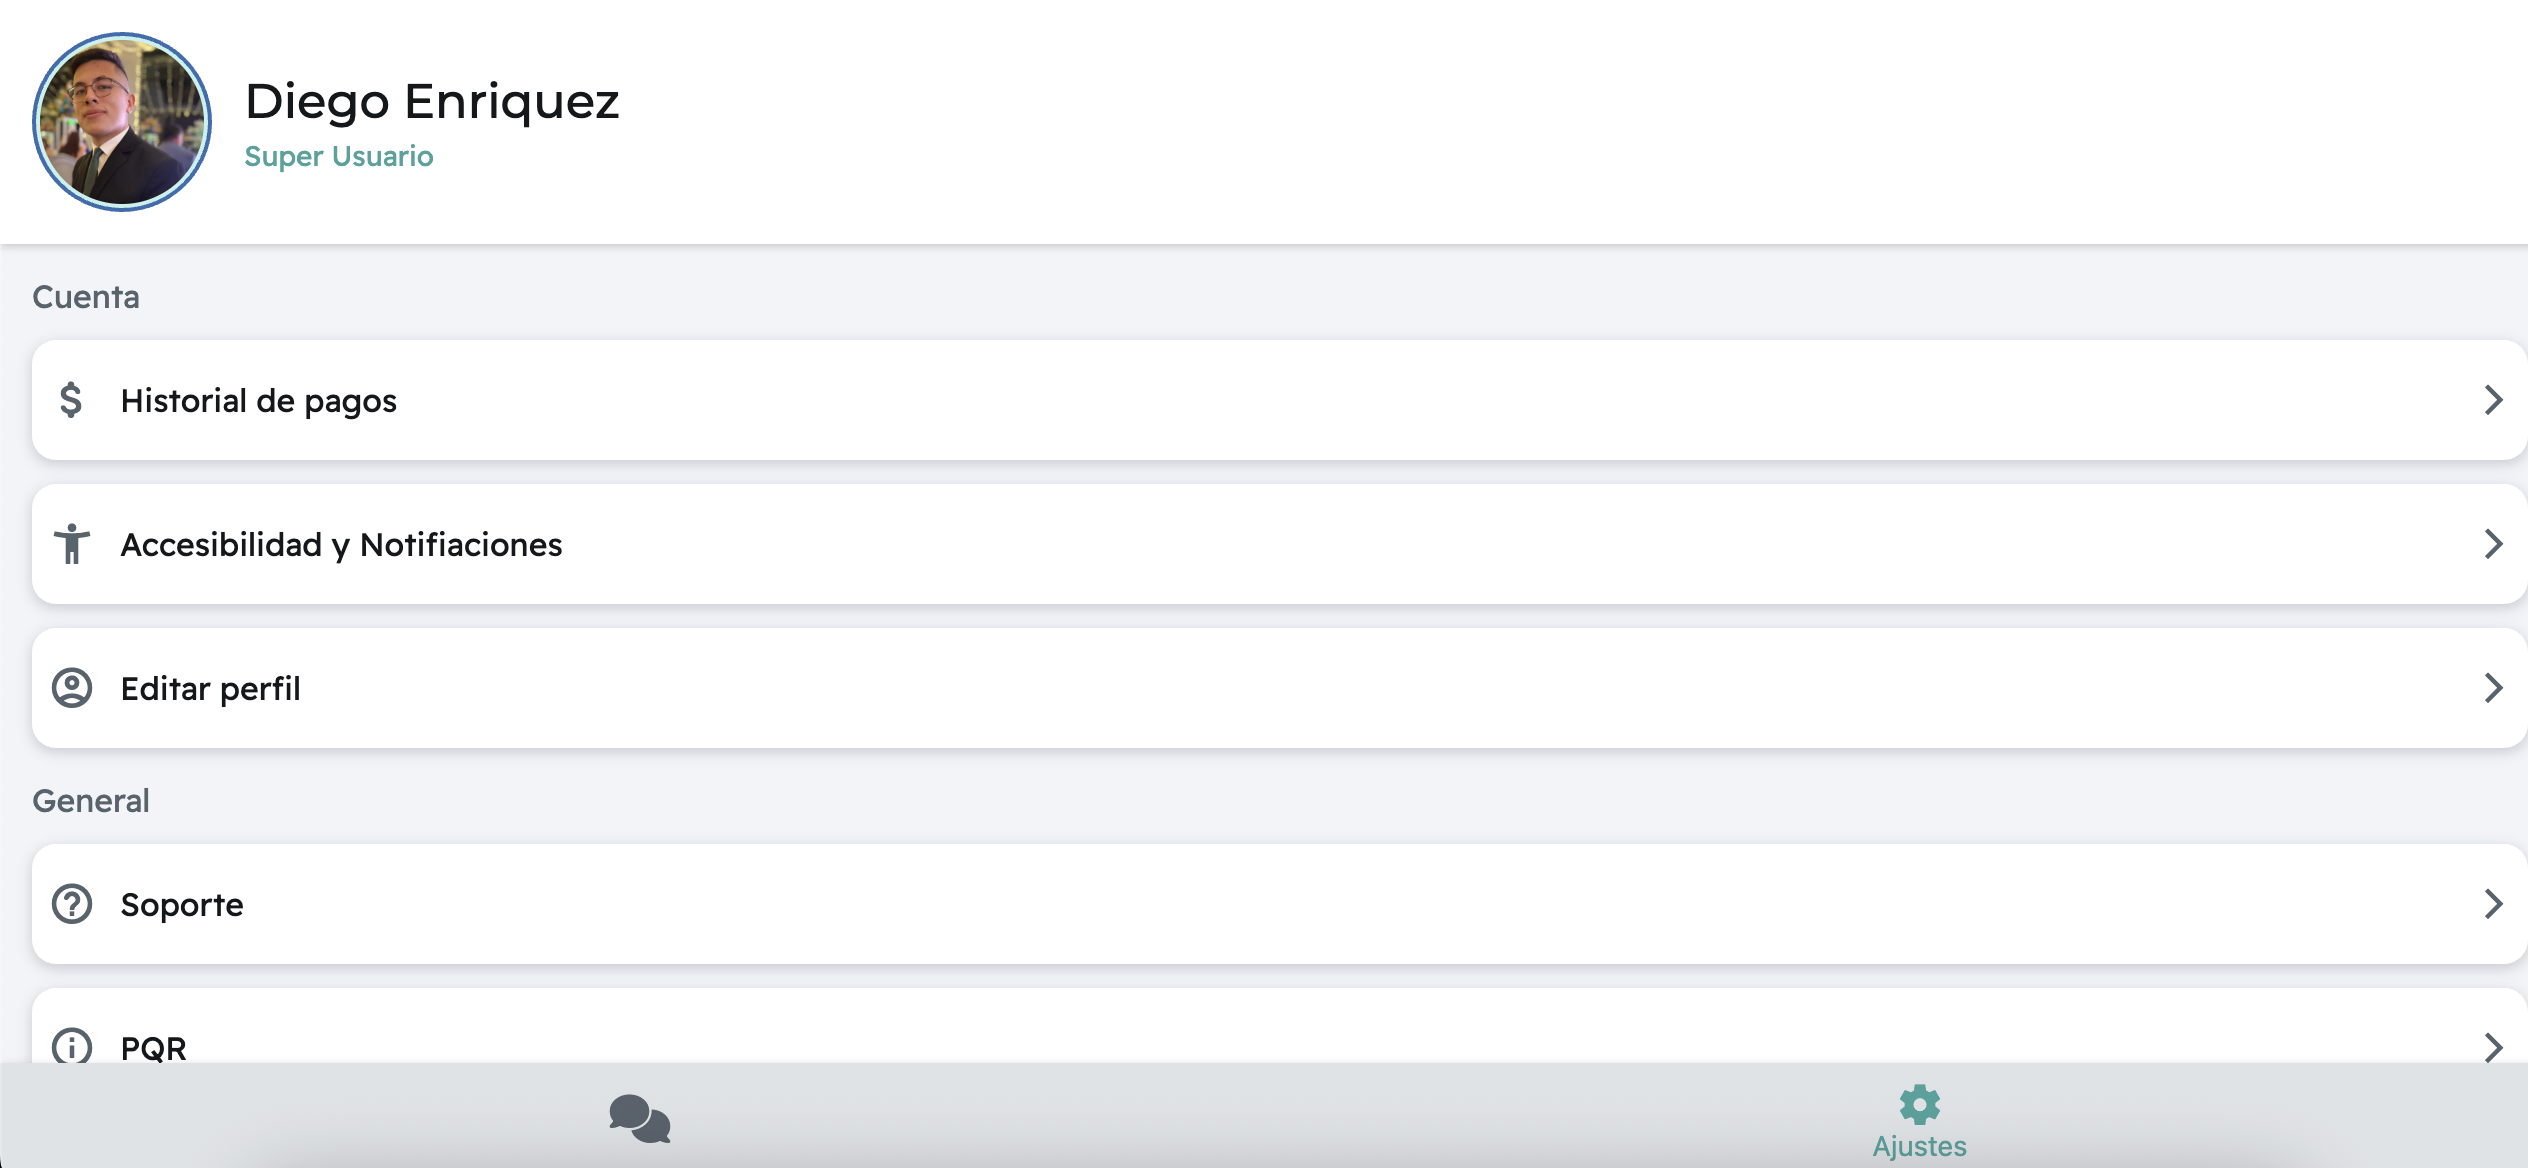 Diego Enriquez
Super Usuario
Cuenta
Historial de pagos
Accesibilidad y Notifiaciones
Editar perfil
General
Soporte
PQR
Ajustes